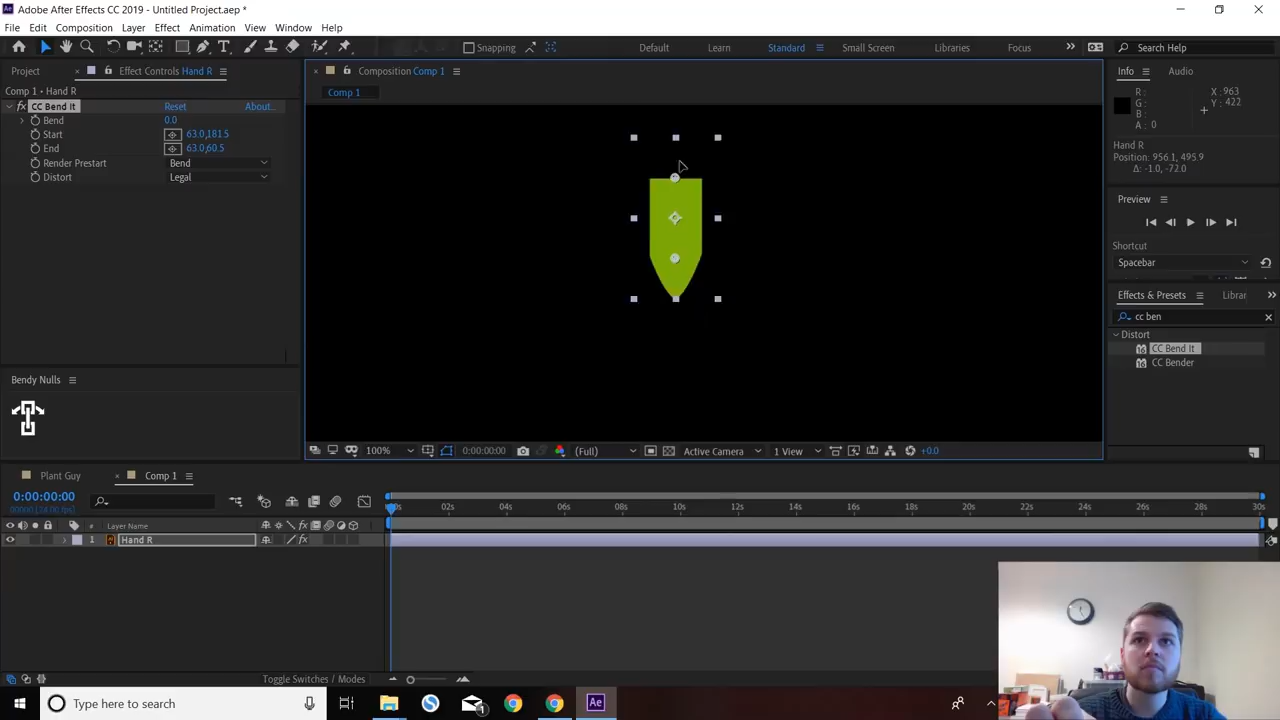 Adobe After Effects CC 2019 - Untitled Project.aep *
File Edit Composition Layer Effect Animation View Window Help
Snapping Default Learn Standard Small Screen Libraries Focus Search Help
Project Effect Controls Hand R Composition Comp 1 Info Audio
Comp 1 • Hand R Comp 1
fx CC Bend It Reset About...
Bend 0.0
Start 63.0,181.5
End 63.0,60.5
Render Prestart Bend
Distort Legal
R:
G:
B:
A: 0
X: 963
Y: 422
Hand R
Position: 956.1, 495.9
Δ: -1.0, -72.0
Preview
Shortcut
Spacebar
Effects & Presets Librar
cc ben
Distort
CC Bend It
CC Bender
Bendy Nulls
100% 0:00:00:00 (Full) Active Camera 1 View +0.0
Plant Guy Comp 1
0:00:00:00
00000 (24.00 fps)
02s 04s 06s 08s 10s 12s 14s 16s 18s 20s 22s 24s 26s 28s 30s
# Layer Name
1 Hand R
Toggle Switches / Modes
Type here to search
Ae